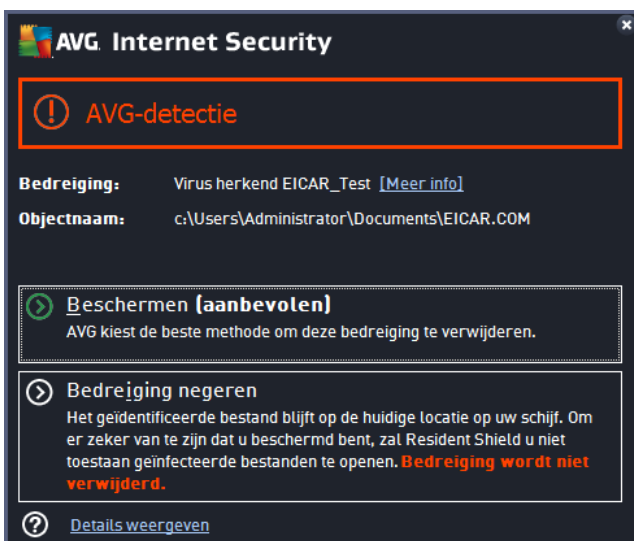 AVG. Internet Security
AVG-detectie
Bedreiging: Virus herkend EICAR_Test [Meer info]
Objectnaam: c:\Users\Administrator\Documents\EICAR.COM
Beschermen (aanbevolen)
AVG kiest de beste methode om deze bedreiging te verwijderen.
Bedreiging negeren
Het geïdentificeerde bestand blijft op de huidige locatie op uw schijf. Om
er zeker van te zijn dat u beschermd bent, zal Resident Shield u niet
toestaan geïnfecteerde bestanden te openen. Bedreiging wordt niet
verwijderd.
Details weergeven